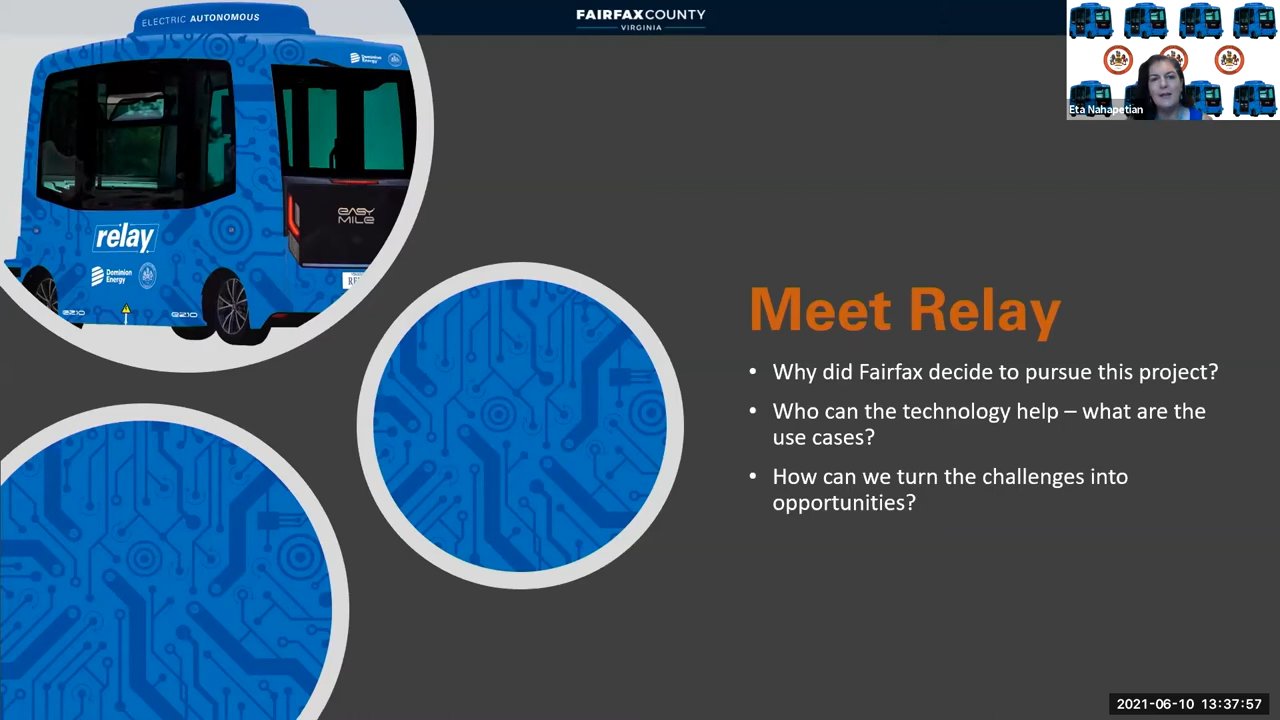 ELECTRIC AUTONOMOUS
FAIRFAX COUNTY
VIRGINIA
Dominion
Energy
EASY
MILE
relay
Dominion
Energy
Eta Nahapetian
Meet Relay
• Why did Fairfax decide to pursue this project?
• Who can the technology help – what are the
use cases?
• How can we turn the challenges into
opportunities?
2021-06-10 13:37:57